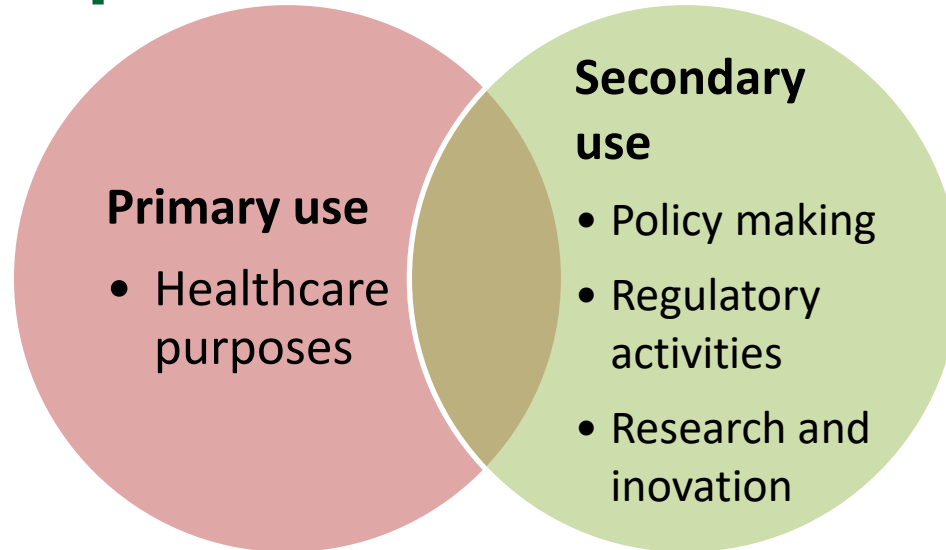 Primary use
• Healthcare
purposes
Secondary
use
• Policy making
• Regulatory
activities
• Research and
inovation